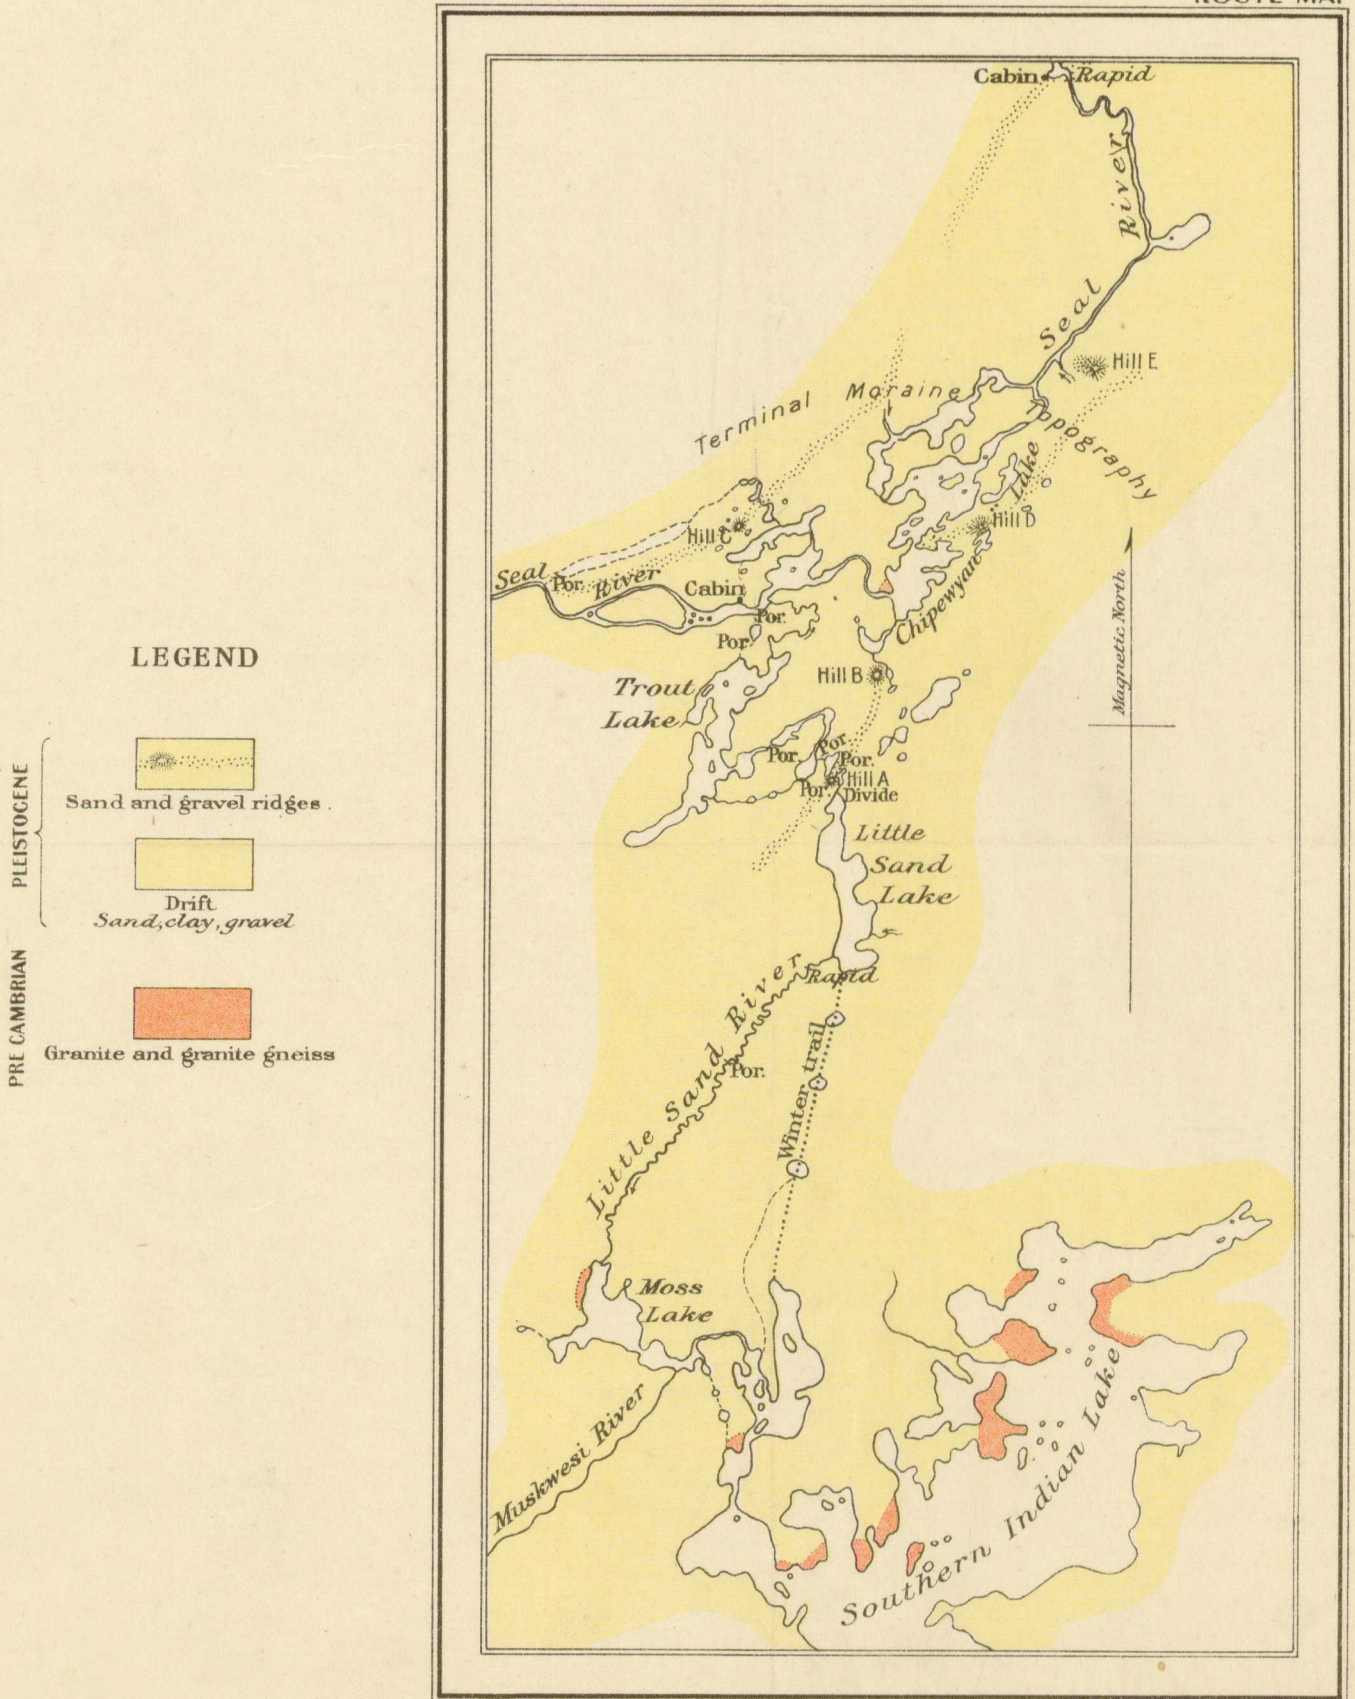 ROUTE MAP
Cabin
Rapid
Seal River
Hill E
Terminal Moraine Topography
Chipewyan Lake
Hill D
Hill C
Seal River
Por.
Cabin
Por.
Por.
Hill B
Trout
Lake
Por.
Por.
Por.
Hill A
Por.
Divide
Magnetic North
Little
Sand
Lake
Rapid
Little Sand River
Por.
Winter trail
Moss
Lake
Muskwesi River
Southern Indian Lake
LEGEND
PLEISTOCENE
Sand and gravel ridges.
Drift
Sand, clay, gravel
PRE CAMBRIAN
Granite and granite gneiss